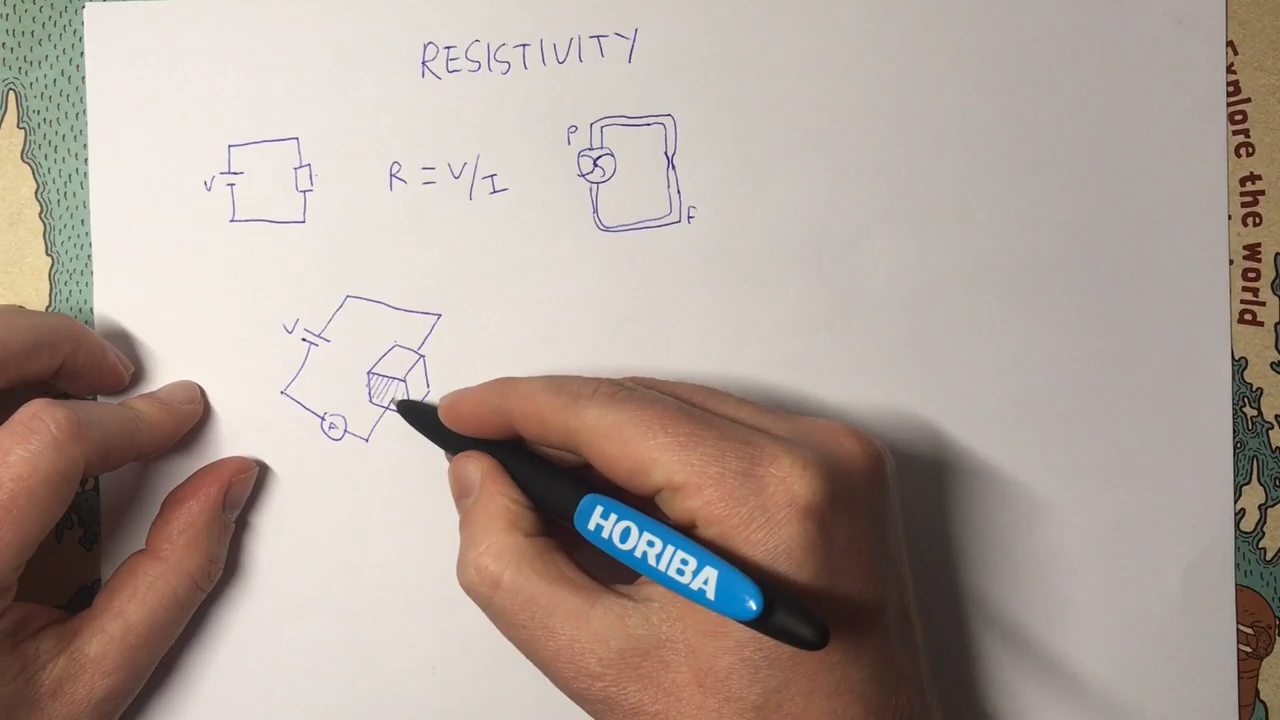 RESISTIVITY
V
R = V/I
P
F
V
A
HORIBA
Explore the world